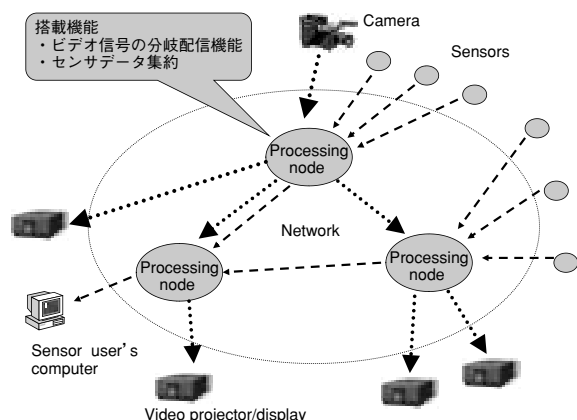 搭載機能
・ビデオ信号の分岐配信機能
・センサデータ集約
Camera
Sensors
Processing
node
Network
Processing
node
Processing
node
Sensor user's
computer
Video projector/display